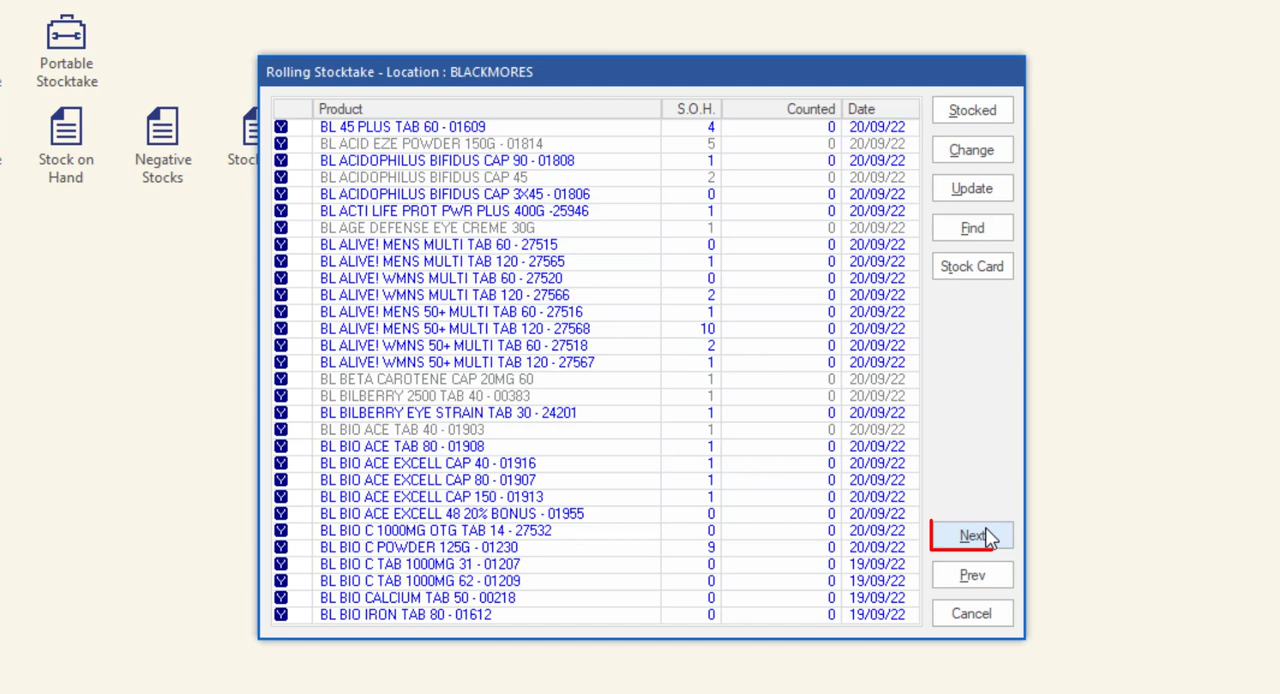 Portable
Stocktake
Stock on
Hand
Negative
Stocks
Rolling Stocktake - Location : BLACKMORES
Product S.O.H. Counted Date
Y BL 45 PLUS TAB 60 - 01609 4 0 20/09/22
Y BL ACID EZE POWDER 150G - 01814 5 0 20/09/22
Y BL ACIDOPHILUS BIFIDUS CAP 90 - 01808 1 0 20/09/22
Y BL ACIDOPHILUS BIFIDUS CAP 45 2 0 20/09/22
Y BL ACIDOPHILUS BIFIDUS CAP 3X45 - 01806 0 0 20/09/22
Y BL ACTI LIFE PROT PWR PLUS 400G -25946 1 0 20/09/22
Y BL AGE DEFENSE EYE CREME 30G 1 0 20/09/22
Y BL ALIVE! MENS MULTI TAB 60 - 27515 0 0 20/09/22
Y BL ALIVE! MENS MULTI TAB 120 - 27565 1 0 20/09/22
Y BL ALIVE! WMNS MULTI TAB 60 - 27520 0 0 20/09/22
Y BL ALIVE! WMNS MULTI TAB 120 - 27566 2 0 20/09/22
Y BL ALIVE! MENS 50+ MULTI TAB 60 - 27516 1 0 20/09/22
Y BL ALIVE! MENS 50+ MULTI TAB 120 - 27568 10 0 20/09/22
Y BL ALIVE! WMNS 50+ MULTI TAB 60 - 27518 2 0 20/09/22
Y BL ALIVE! WMNS 50+ MULTI TAB 120 - 27567 1 0 20/09/22
Y BL BETA CAROTENE CAP 20MG 60 1 0 20/09/22
Y BL BILBERRY 2500 TAB 40 - 00383 1 0 20/09/22
Y BL BILBERRY EYE STRAIN TAB 30 - 24201 1 0 20/09/22
Y BL BIO ACE TAB 40 - 01903 1 0 20/09/22
Y BL BIO ACE TAB 80 - 01908 1 0 20/09/22
Y BL BIO ACE EXCELL CAP 40 - 01916 1 0 20/09/22
Y BL BIO ACE EXCELL CAP 80 - 01907 1 0 20/09/22
Y BL BIO ACE EXCELL CAP 150 - 01913 1 0 20/09/22
Y BL BIO ACE EXCELL 48 20% BONUS - 01955 0 0 20/09/22
Y BL BIO C 1000MG OTG TAB 14 - 27532 0 0 20/09/22
Y BL BIO C POWDER 125G - 01230 9 0 20/09/22
Y BL BIO C TAB 1000MG 31 - 01207 0 0 19/09/22
Y BL BIO C TAB 1000MG 62 - 01209 0 0 19/09/22
Y BL BIO CALCIUM TAB 50 - 00218 0 0 19/09/22
Y BL BIO IRON TAB 80 - 01612 0 0 19/09/22
Stocked
Change
Update
Find
Stock Card
Next
Prev
Cancel